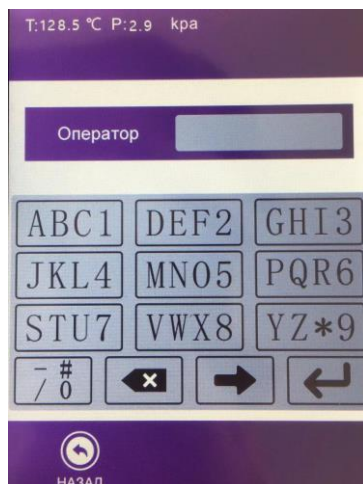 T:128.5 ℃ P:2.9 kpa
Оператор
ABC1 DEF2 GHI3
JKL4 MNO5 PQR6
STU7 VWX8 YZ*9
- #
/ 0
НАЗАД